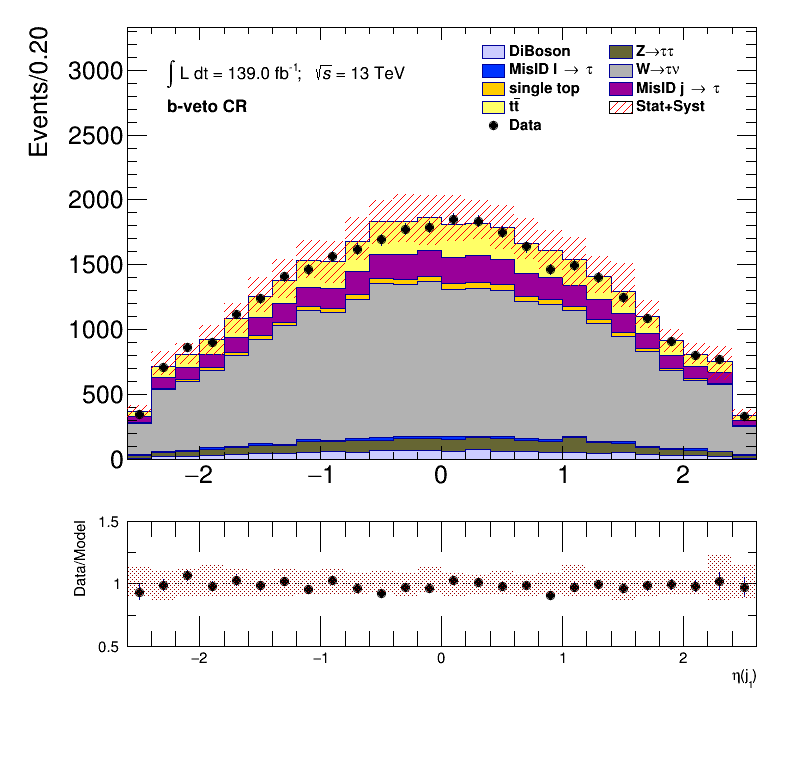 Events/0.20
3000
2500
2000
1500
1000
500
0
∫ L dt = 139.0 fb⁻¹; √s = 13 TeV
b-veto CR
DiBoson
MisID l → τ
single top
tt̄
Data
Z→ττ
W→τν
MisID j → τ
Stat+Syst
−2 −1 0 1 2
Data/Model
1.5
1
0.5
−2 −1 0 1 2
η(j₁)